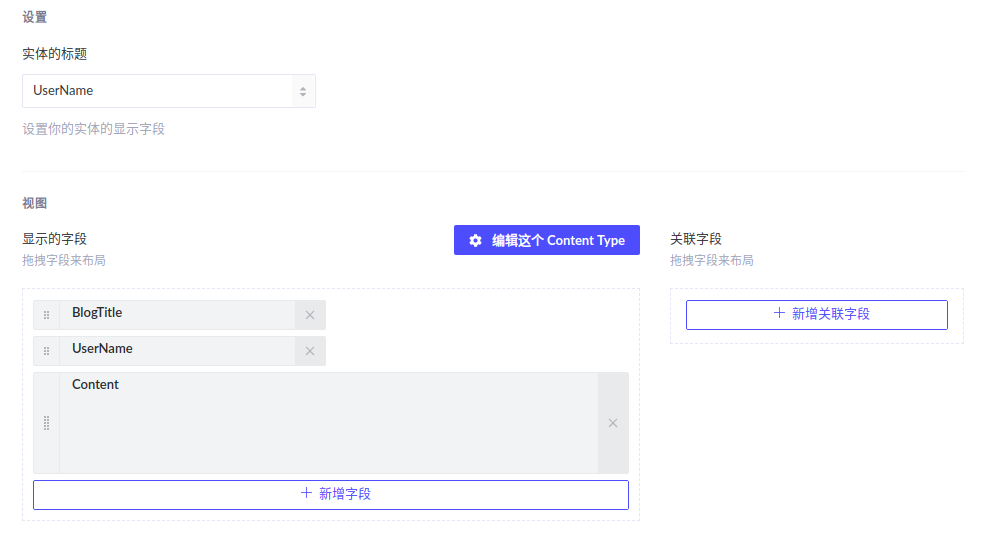 设置
实体的标题
UserName
设置你的实体的显示字段
视图
显示的字段
拖拽字段来布局
编辑这个 Content Type
关联字段
拖拽字段来布局
BlogTitle
UserName
Content
新增字段
新增关联字段